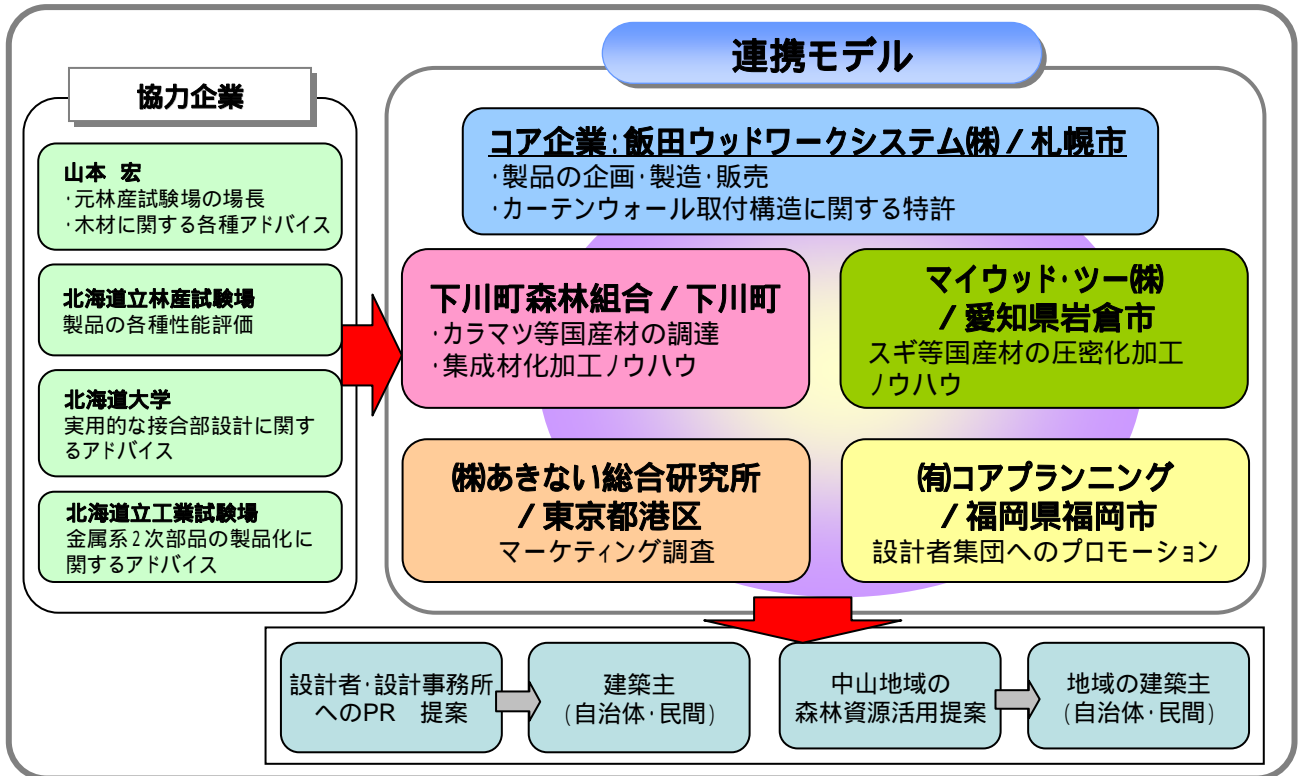 連携モデル
協力企業
山本 宏
・元林産試験場の場長
・木材に関する各種アドバイス
北海道立林産試験場
製品の各種性能評価
北海道大学
実用的な接合部設計に関す
るアドバイス
北海道立工業試験場
金属系2次部品の製品化に
関するアドバイス
コア企業：飯田ウッドワークシステム㈱ / 札幌市
・製品の企画・製造・販売
・カーテンウォール取付構造に関する特許
下川町森林組合 / 下川町
・カラマツ等国産材の調達
・集成材化加工ノウハウ
マイウッド・ツー㈱
/ 愛知県岩倉市
スギ等国産材の圧密化加工
ノウハウ
㈱あきない総合研究所
/ 東京都港区
マーケティング調査
㈲コアプランニング
/ 福岡県福岡市
設計者集団へのプロモーション
設計者・設計事務所
へのPR 提案
建築主
(自治体・民間)
中山地域の
森林資源活用提案
地域の建築主
(自治体・民間)